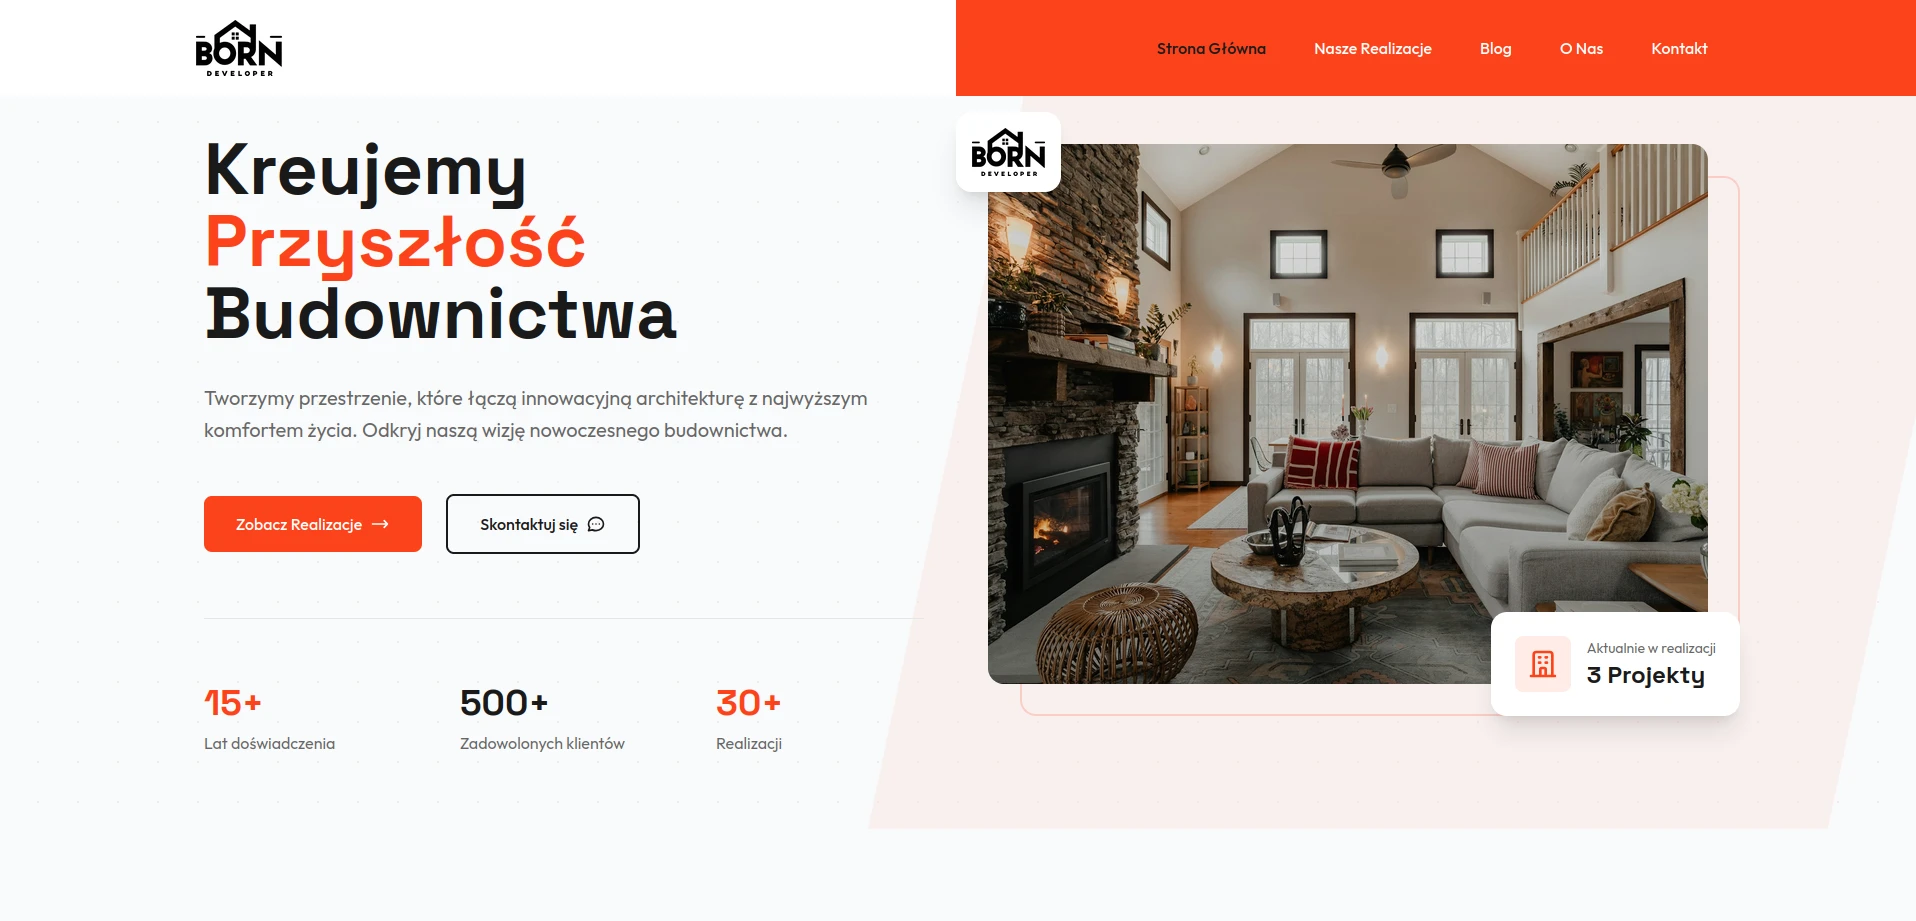 BORN
DEVELOPER
Strona Główna
Nasze Realizacje
Blog
O Nas
Kontakt
Kreujemy
Przyszłość
Budownictwa
Tworzymy przestrzenie, które łączą innowacyjną architekturę z najwyższym
komfortem życia. Odkryj naszą wizję nowoczesnego budownictwa.
Zobacz Realizacje
Skontaktuj się
15+
Lat doświadczenia
500+
Zadowolonych klientów
30+
Realizacji
BORN
DEVELOPER
Aktualnie w realizacji
3 Projekty